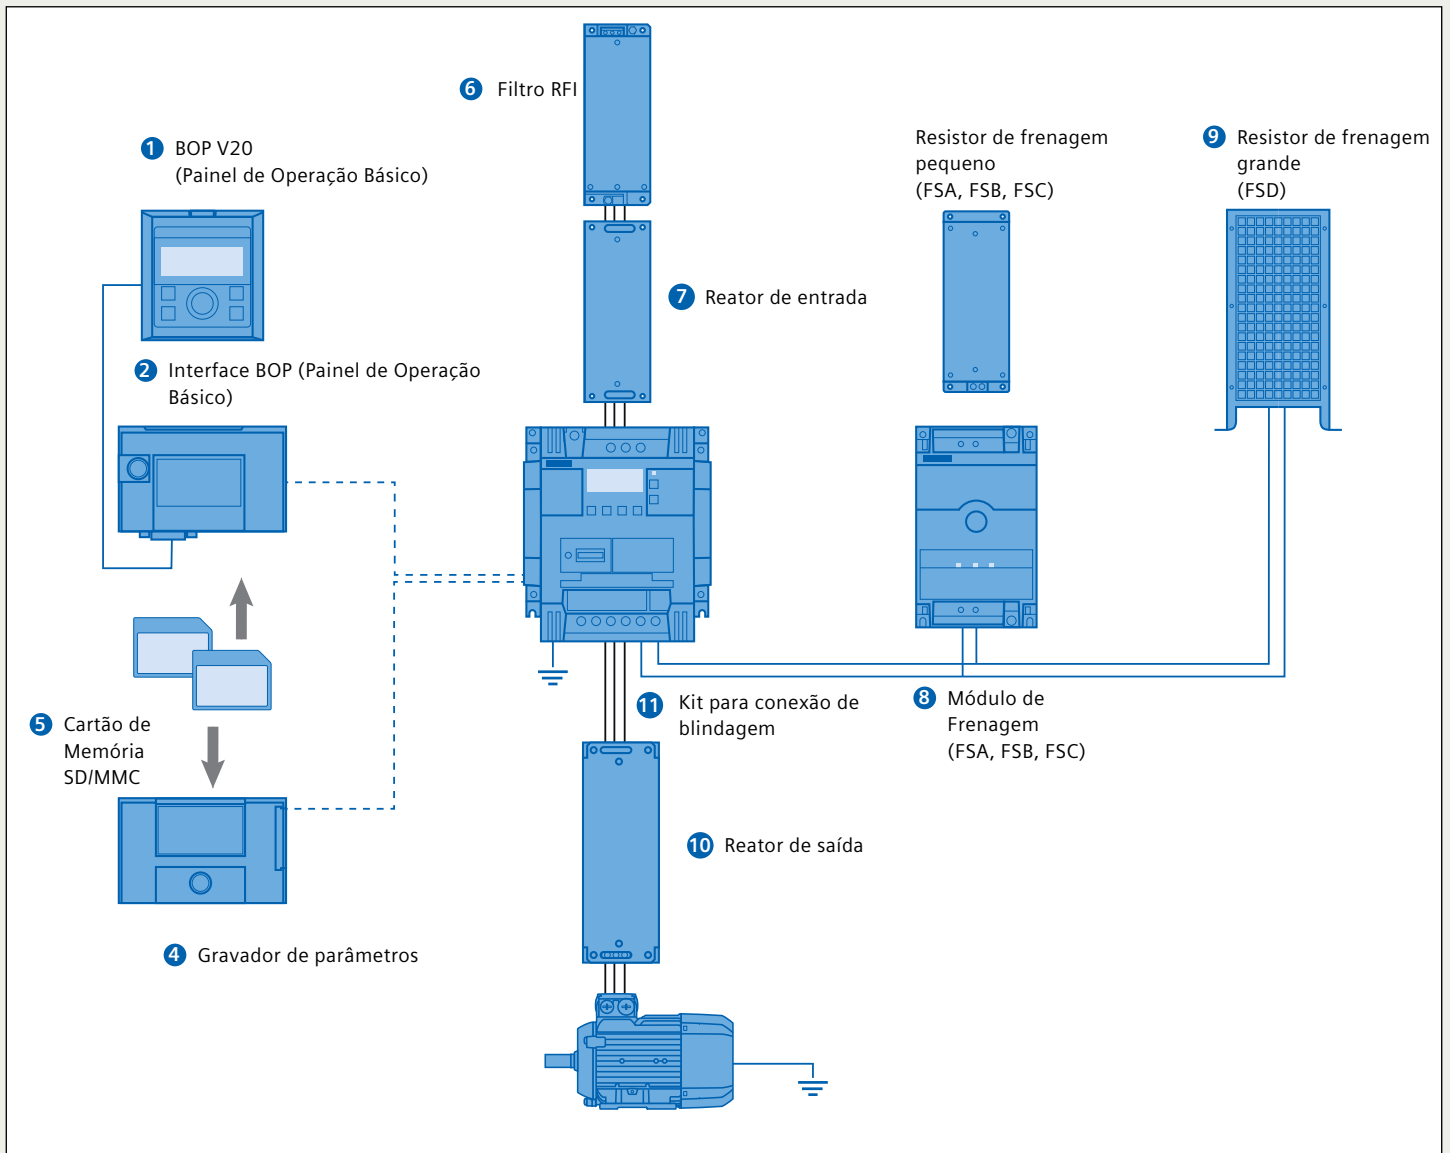 6 Filtro RFI
1 BOP V20
(Painel de Operação Básico)
Resistor de frenagem
pequeno
(FSA, FSB, FSC)
9 Resistor de frenagem
grande
(FSD)
7 Reator de entrada
2 Interface BOP (Painel de Operação
Básico)
5 Cartão de
Memória
SD/MMC
11 Kit para conexão de
blindagem
8 Módulo de
Frenagem
(FSA, FSB, FSC)
10 Reator de saída
4 Gravador de parâmetros